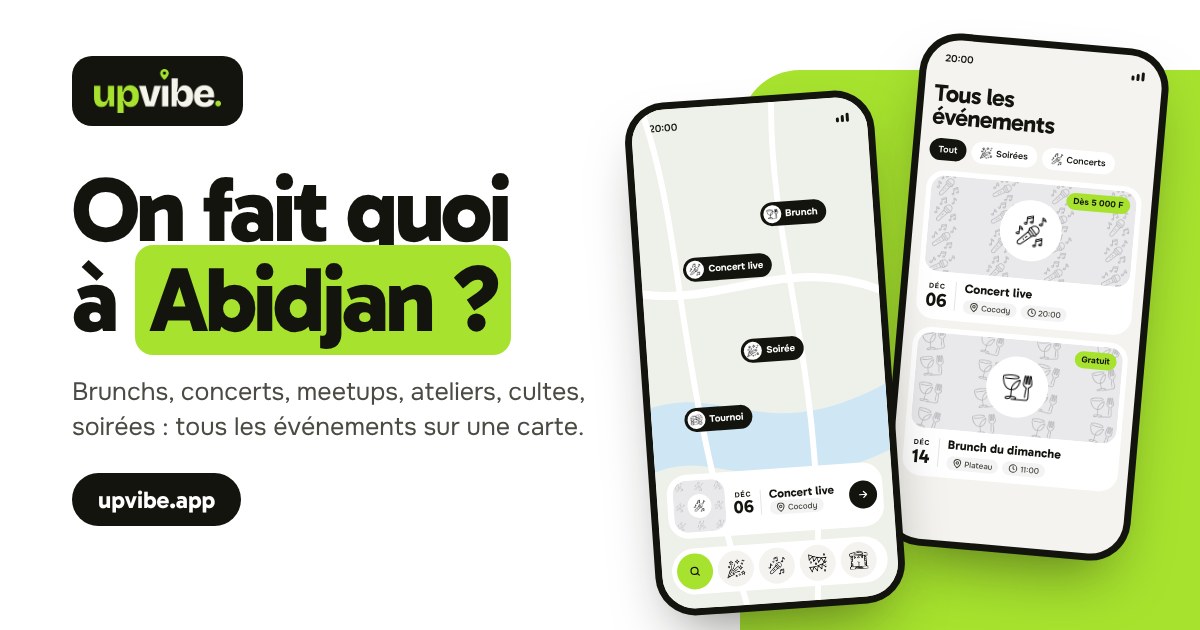 upvibe.
On fait quoi
à Abidjan ?
Brunchs, concerts, meetups, ateliers, cultes,
soirées : tous les événements sur une carte.
upvibe.app
20:00
Brunch
Concert live
Soirée
Tournoi
DÉC
06
Concert live
Cocody
20:00
Tous les
événements
Tout
Soirées
Concerts
Dès 5 000 F
DÉC
06
Concert live
Cocody
20:00
Gratuit
DÉC
14
Brunch du dimanche
Plateau
11:00